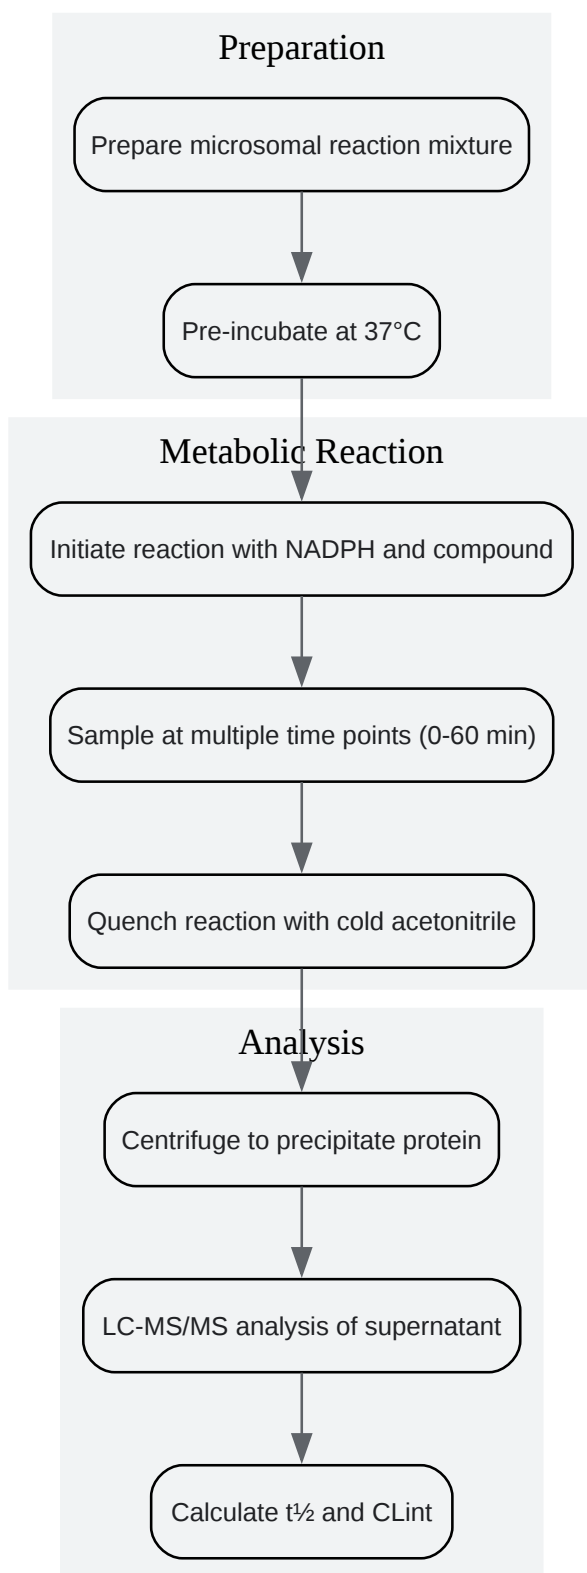 Preparation
Prepare microsomal reaction mixture
Pre-incubate at 37°C
Metabolic Reaction
Initiate reaction with NADPH and compound
Sample at multiple time points (0-60 min)
Quench reaction with cold acetonitrile
Analysis
Centrifuge to precipitate protein
LC-MS/MS analysis of supernatant
Calculate t½ and CLint